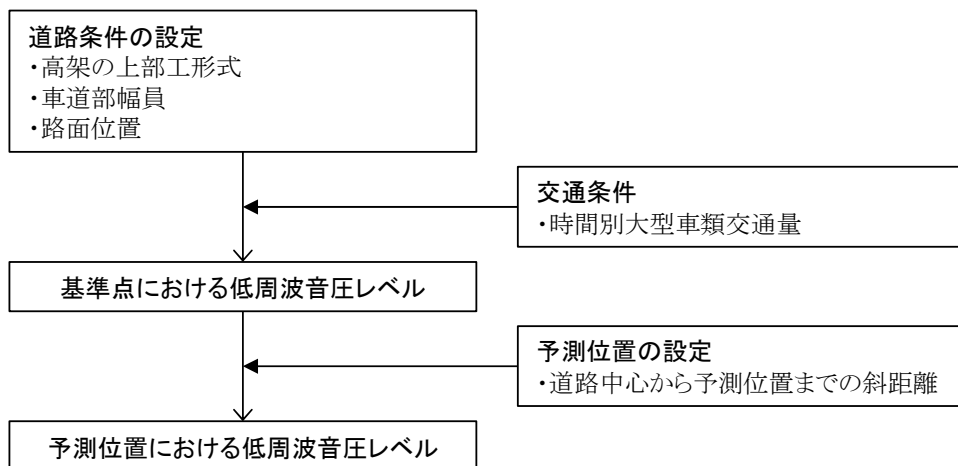 道路条件の設定
・高架の上部工形式
・車道部幅員
・路面位置
交通条件
・時間別大型車類交通量
基準点における低周波音圧レベル
予測位置の設定
・道路中心から予測位置までの斜距離
予測位置における低周波音圧レベル